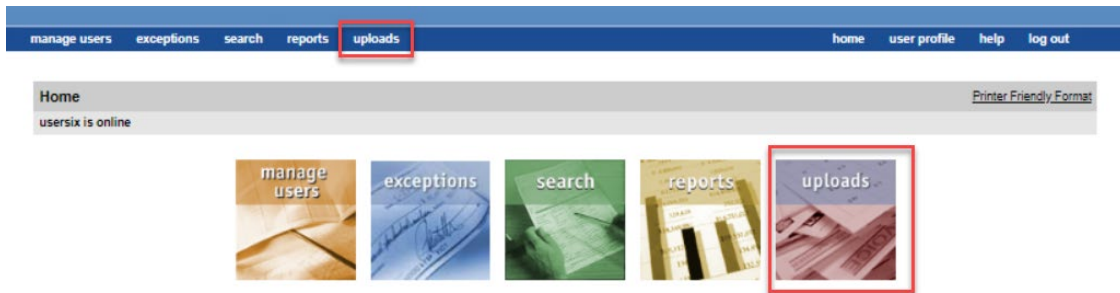 manage users exceptions search reports uploads home user profile help log out
Home Printer Friendly Format
usersix is online
manage users exceptions search reports uploads